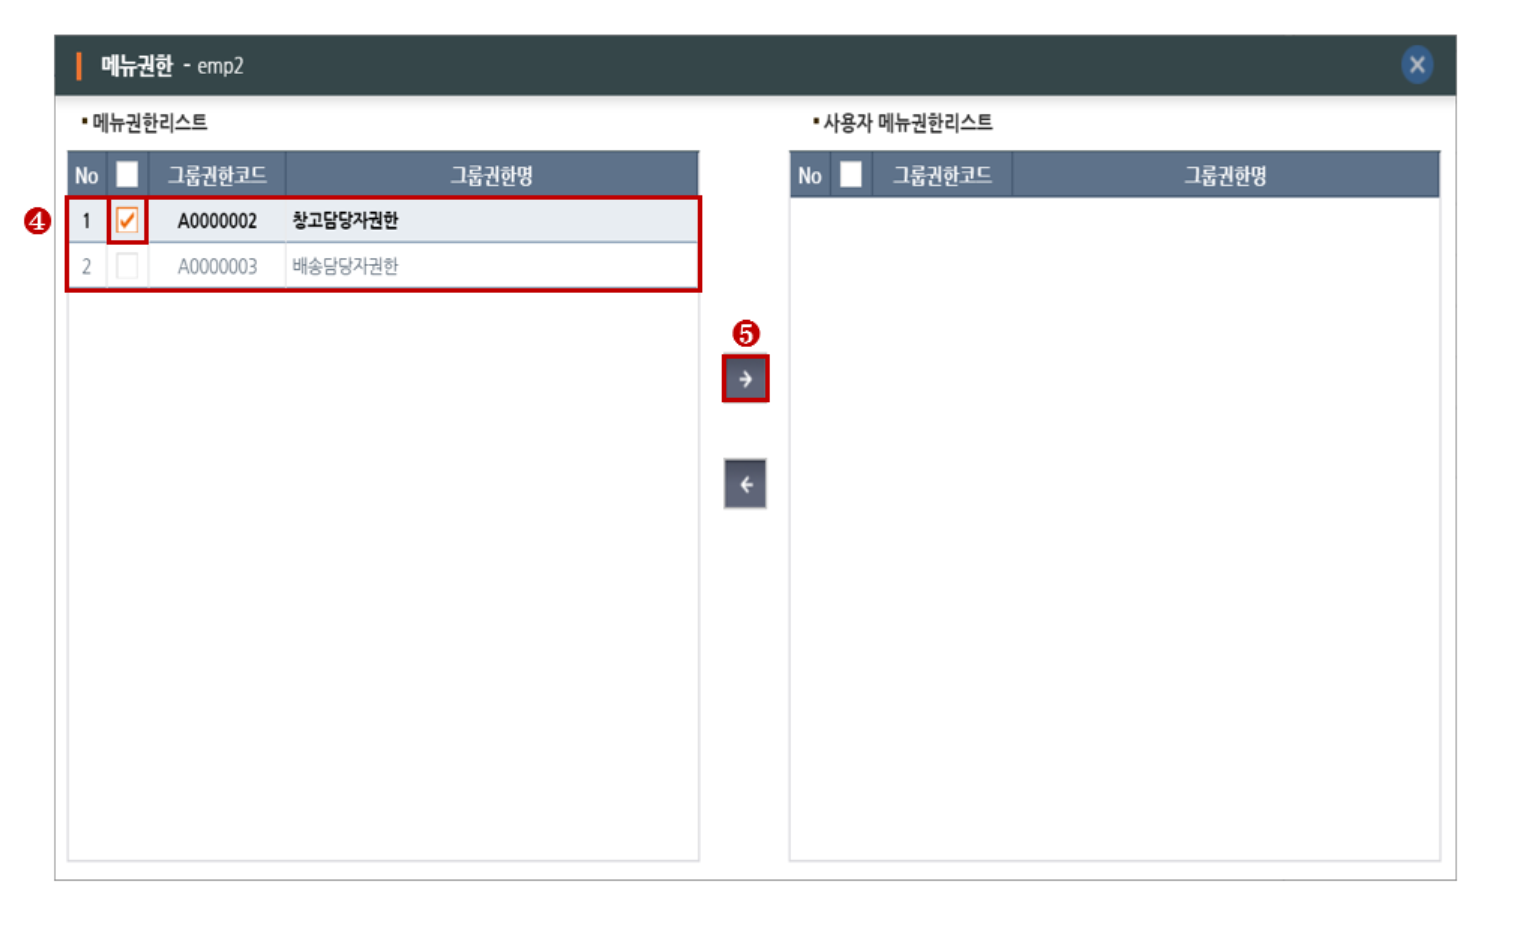 메뉴권한 - emp2
▪ 메뉴권한리스트
No 그룹권한코드 그룹권한명
❹ 1 A0000002 창고담당자권한
2 A0000003 배송담당자권한
❺
▪ 사용자 메뉴권한리스트
No 그룹권한코드 그룹권한명